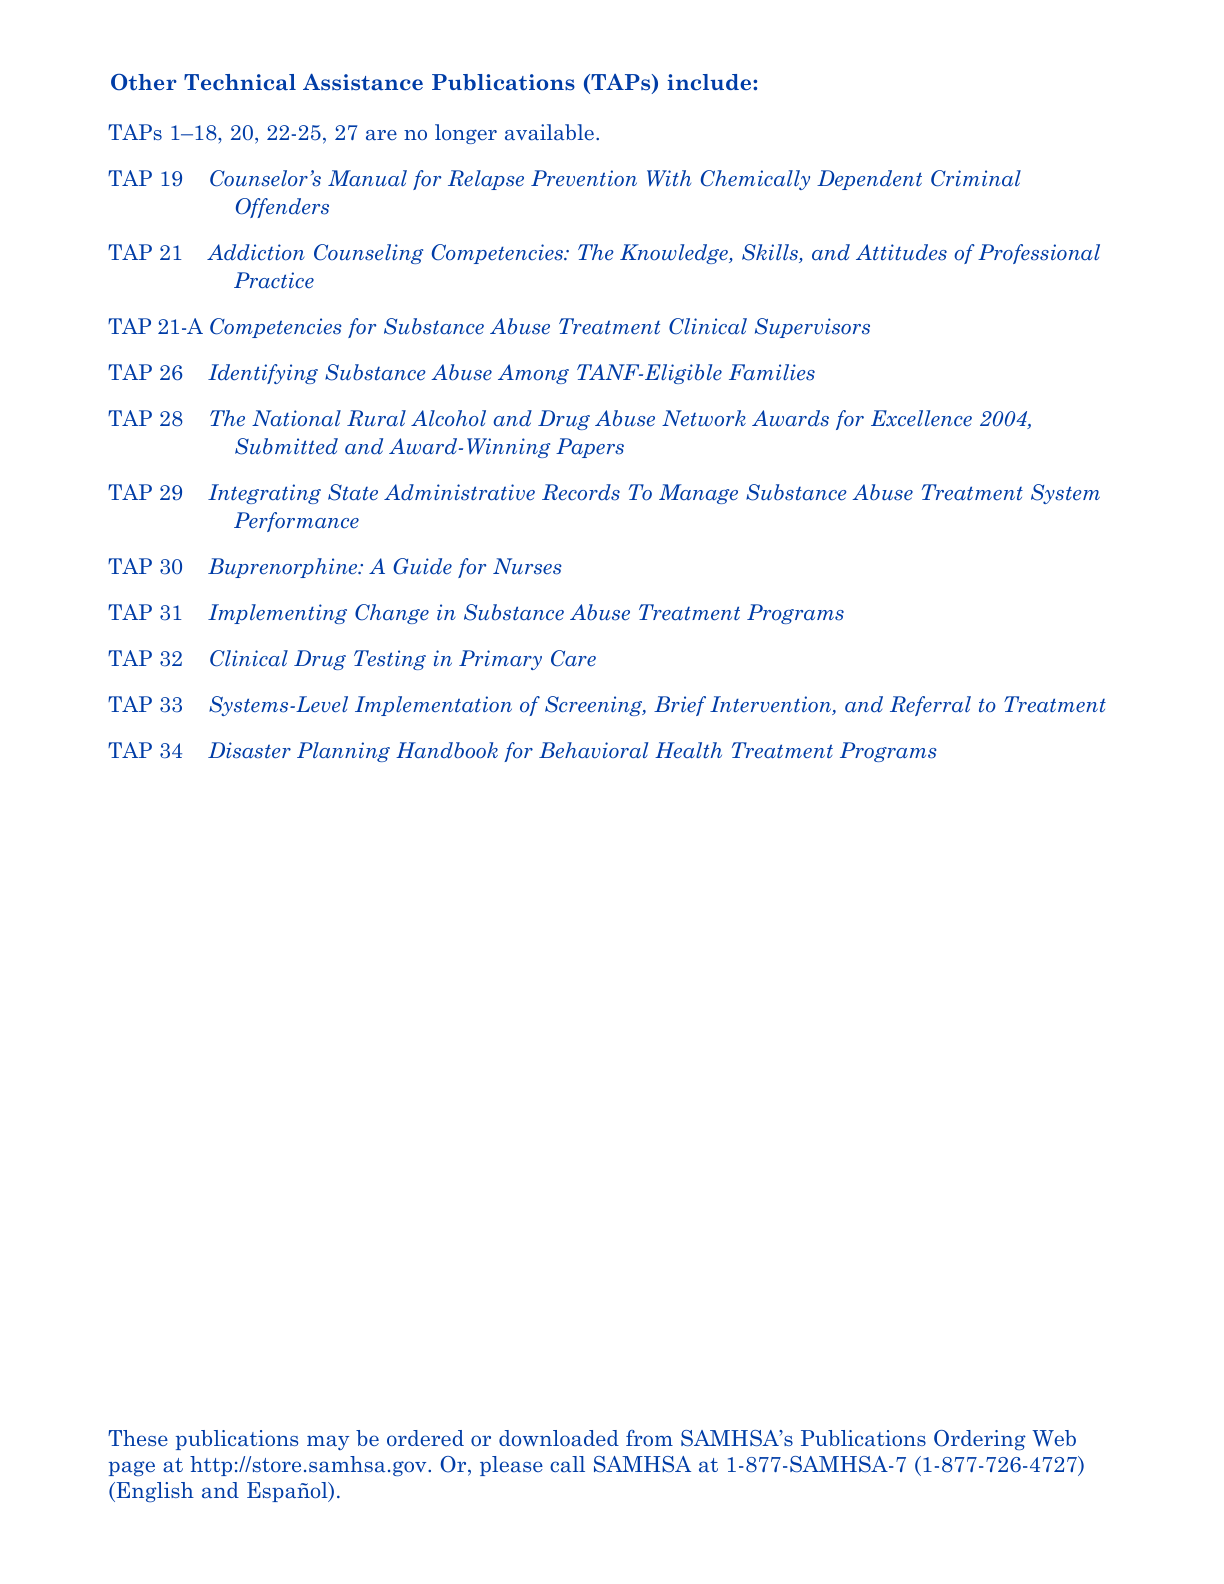 Other Technical Assistance Publications (TAPs) include:
TAPs 1–18, 20, 22-25, 27 are no longer available.
TAP 19 Counselor’s Manual for Relapse Prevention With Chemically Dependent Criminal
Offenders
TAP 21 Addiction Counseling Competencies: The Knowledge, Skills, and Attitudes of Professional
Practice
TAP 21-A Competencies for Substance Abuse Treatment Clinical Supervisors
TAP 26 Identifying Substance Abuse Among TANF-Eligible Families
TAP 28 The National Rural Alcohol and Drug Abuse Network Awards for Excellence 2004,
Submitted and Award-Winning Papers
TAP 29 Integrating State Administrative Records To Manage Substance Abuse Treatment System
Performance
TAP 30 Buprenorphine: A Guide for Nurses
TAP 31 Implementing Change in Substance Abuse Treatment Programs
TAP 32 Clinical Drug Testing in Primary Care
TAP 33 Systems-Level Implementation of Screening, Brief Intervention, and Referral to Treatment
TAP 34 Disaster Planning Handbook for Behavioral Health Treatment Programs
These publications may be ordered or downloaded from SAMHSA’s Publications Ordering Web
page at http://store.samhsa.gov. Or, please call SAMHSA at 1-877-SAMHSA-7 (1-877-726-4727)
(English and Español).